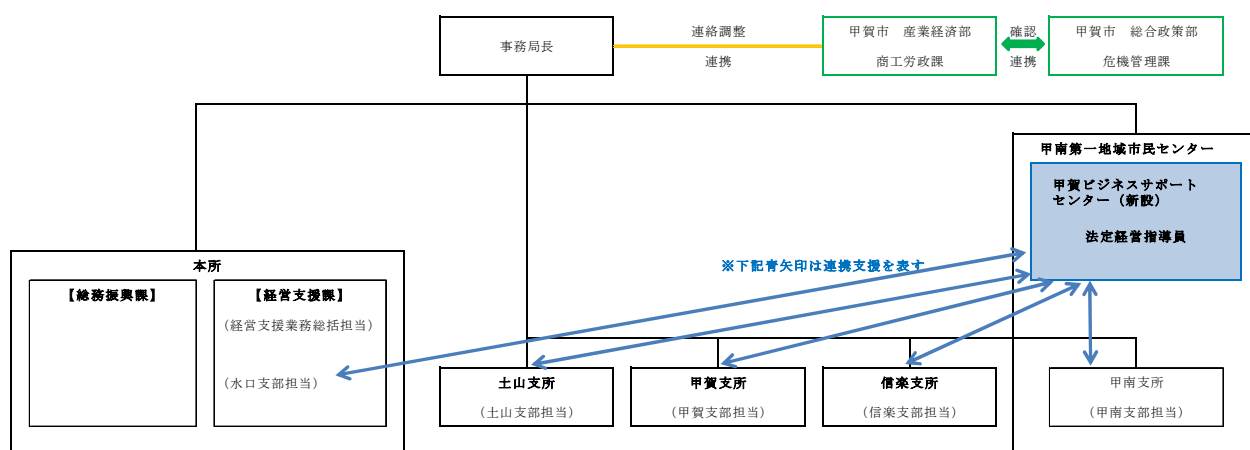 事務局長
連絡調整
連携
甲賀市　産業経済部
商工労政課
確認
連携
甲賀市　総合政策部
危機管理課
甲南第一地域市民センター
甲賀ビジネスサポート
センター（新設）
法定経営指導員
※下記青矢印は連携支援を表す
本所
【総務振興課】
【経営支援課】
（経営支援業務総括担当）
（水口支部担当）
土山支所
（土山支部担当）
甲賀支所
（甲賀支部担当）
信楽支所
（信楽支部担当）
甲南支所
（甲南支部担当）